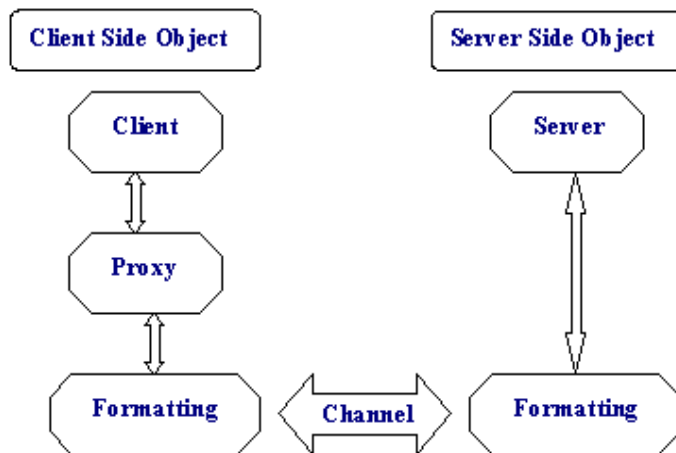 Client Side Object
Server Side Object
Client
Server
Proxy
Formatting
Channel
Formatting